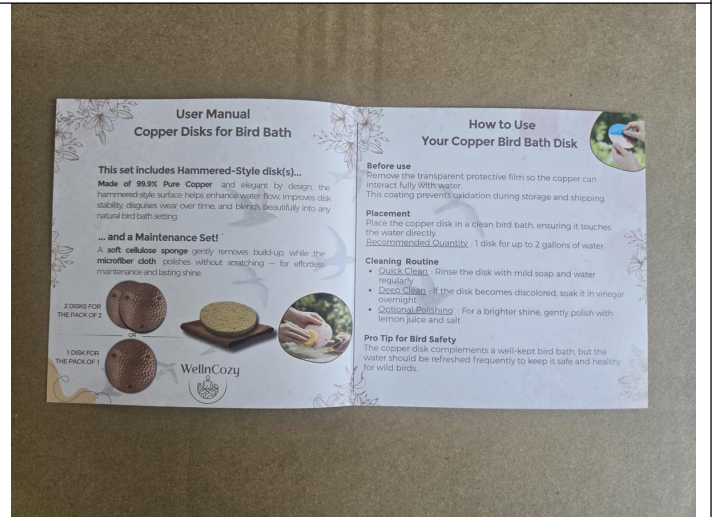 User Manual
Copper Disks for Bird Bath
This set includes Hammered-Style disk(s)...
Made of 99.9% Pure Copper and elegant by design, the
hammered-style surface helps enhance water flow, improves disk
stability, disguises wear over time, and blends beautifully into any
natural bird bath setting.
... and a Maintenance Set!
A soft cellulose sponge gently removes build-up, while the
microfiber cloth polishes without scratching — for effortless
maintenance and lasting shine.
2 DISKS FOR
THE PACK OF 2
OR
1 DISK FOR
THE PACK OF 1
WellnCozy
How to Use
Your Copper Bird Bath Disk
Before use
Remove the transparent protective film so the copper can
interact fully with water.
This coating prevents oxidation during storage and shipping.
Placement
Place the copper disk in a clean bird bath, ensuring it touches
the water directly.
Recommended Quantity : 1 disk for up to 2 gallons of water
Cleaning Routine
• Quick Clean : Rinse the disk with mild soap and water
regularly
• Deep Clean : If the disk becomes discolored, soak it in vinegar
overnight
• Optional Polishing : For a brighter shine, gently polish with
lemon juice and salt
Pro Tip for Bird Safety
The copper disk complements a well-kept bird bath, but the
water should be refreshed frequently to keep it safe and healthy
for wild birds.